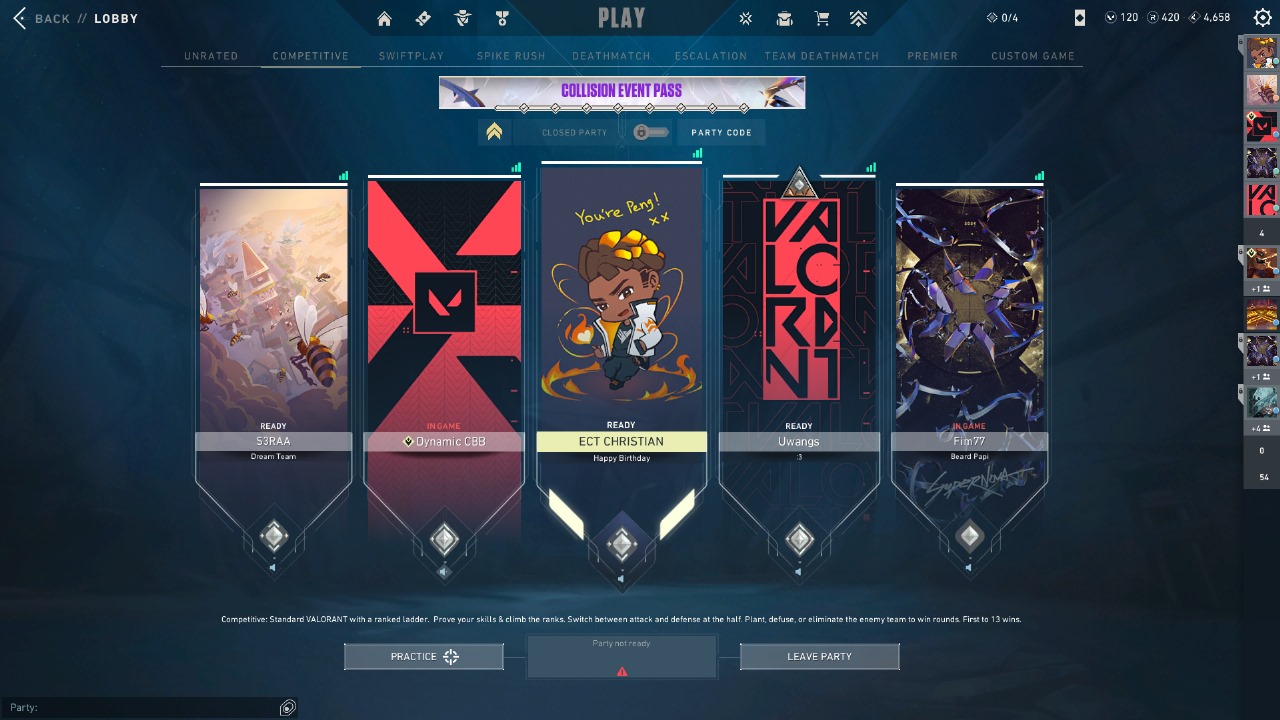 BACK // LOBBY
PLAY
0/4
120
420
4,658
UNRATED
COMPETITIVE
SWIFTPLAY
SPIKE RUSH
DEATHMATCH
ESCALATION
TEAM DEATHMATCH
PREMIER
CUSTOM GAME
COLLISION EVENT PASS
CLOSED PARTY
PARTY CODE
You're Peng!
xx
VALORANT
READY
S3RAA
Dream Team
IN GAME
Dynamic CBB
READY
ECT CHRISTIAN
Happy Birthday
READY
Uwangs
:3
IN GAME
Fim77
Beard Papi
SUPERNOVA
4
+1
+1
+4
0
54
Competitive: Standard VALORANT with a ranked ladder. Prove your skills & climb the ranks. Switch between attack and defense at the half. Plant, defuse, or eliminate the enemy team to win rounds. First to 13 wins.
PRACTICE
Party not ready
LEAVE PARTY
Party: